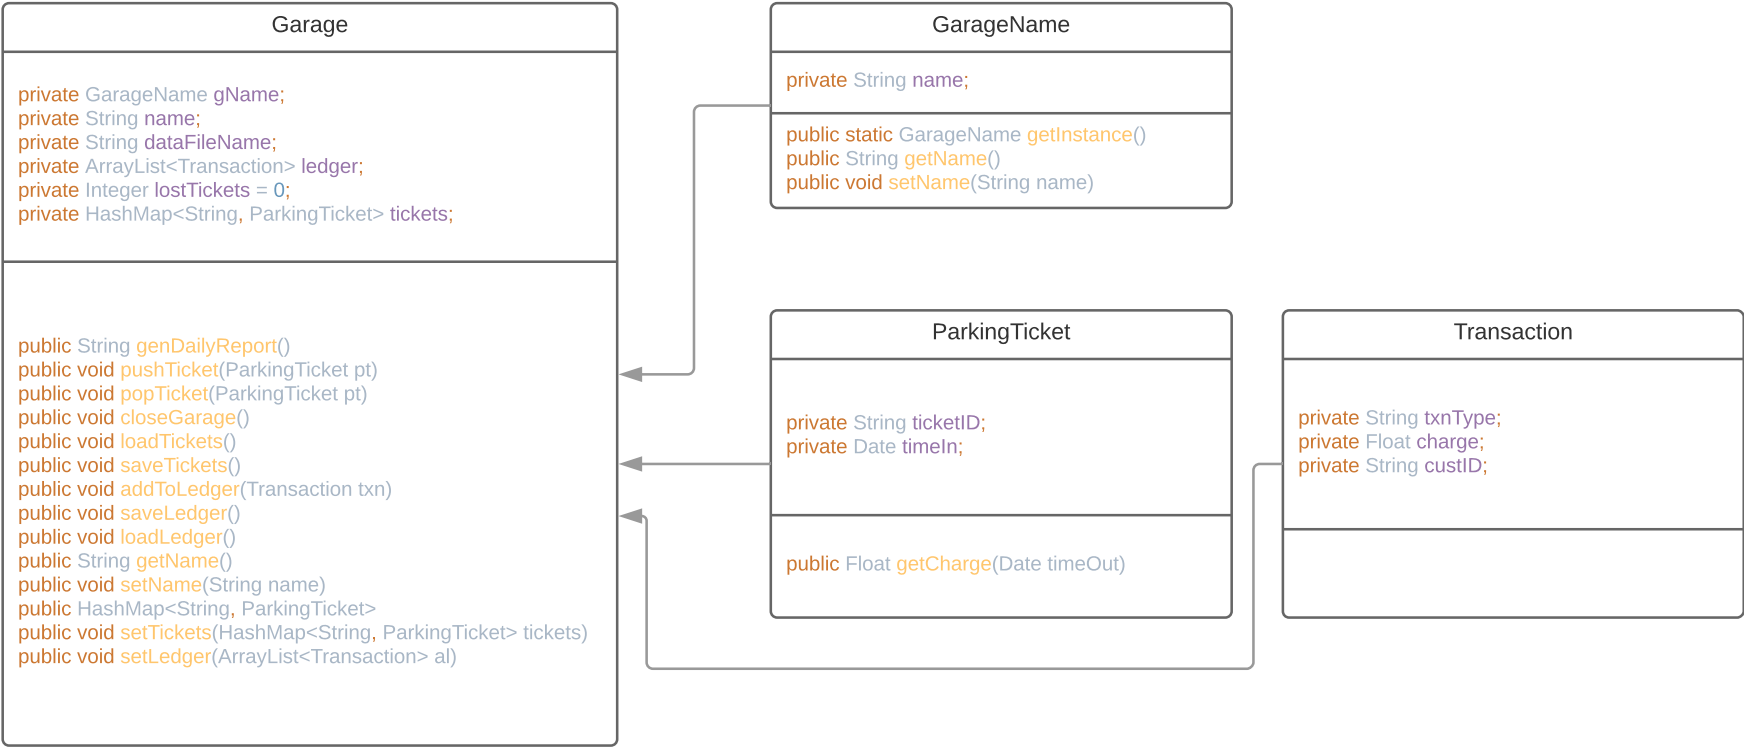 Garage
private GarageName gName;
private String name;
private String dataFileName;
private ArrayList<Transaction> ledger;
private Integer lostTickets = 0;
private HashMap<String, ParkingTicket> tickets;
public String genDailyReport()
public void pushTicket(ParkingTicket pt)
public void popTicket(ParkingTicket pt)
public void closeGarage()
public void loadTickets()
public void saveTickets()
public void addToLedger(Transaction txn)
public void saveLedger()
public void loadLedger()
public String getName()
public void setName(String name)
public HashMap<String, ParkingTicket>
public void setTickets(HashMap<String, ParkingTicket> tickets)
public void setLedger(ArrayList<Transaction> al)
GarageName
private String name;
public static GarageName getInstance()
public String getName()
public void setName(String name)
ParkingTicket
private String ticketID;
private Date timeIn;
public Float getCharge(Date timeOut)
Transaction
private String txnType;
private Float charge;
private String custID;